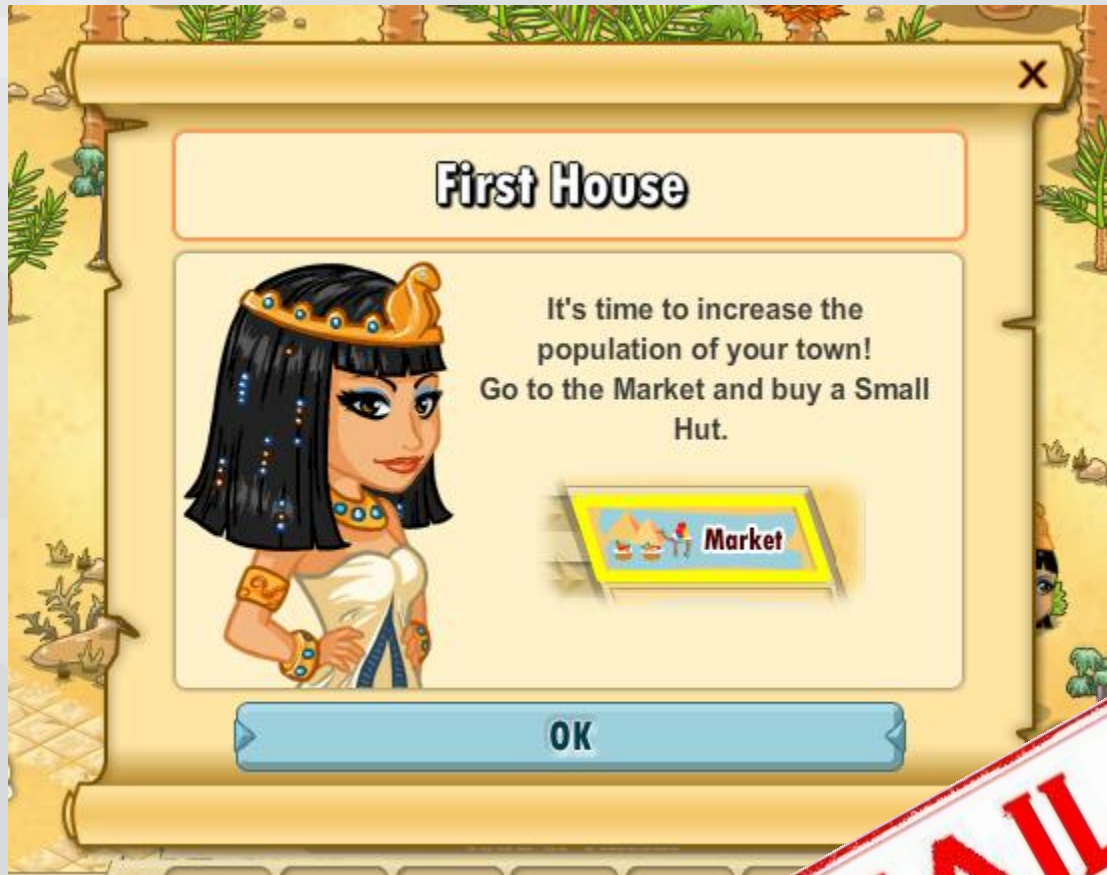 X
First House
It's time to increase the
population of your town!
Go to the Market and buy a Small
Hut.
Market
OK